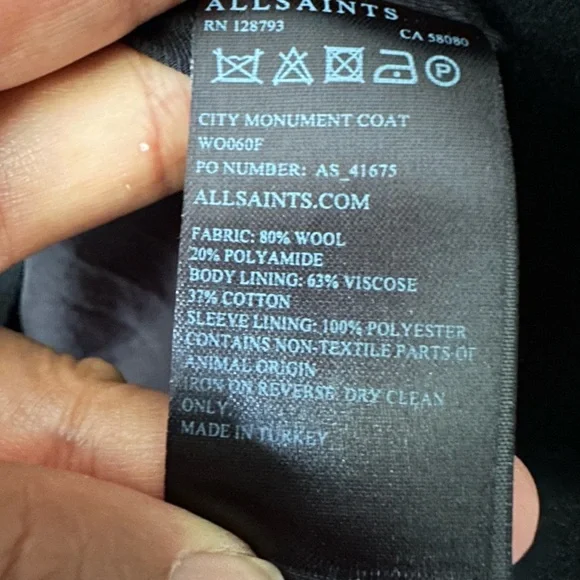 ALLSAINTS
RN 128793 CA 58080
P
CITY MONUMENT COAT
WO060F
PO NUMBER: AS_41675
ALLSAINTS.COM
FABRIC: 80% WOOL
20% POLYAMIDE
BODY LINING: 63% VISCOSE
37% COTTON
SLEEVE LINING: 100% POLYESTER
CONTAINS NON-TEXTILE PARTS OF
ANIMAL ORIGIN
IRON ON REVERSE. DRY CLEAN
ONLY.
MADE IN TURKEY